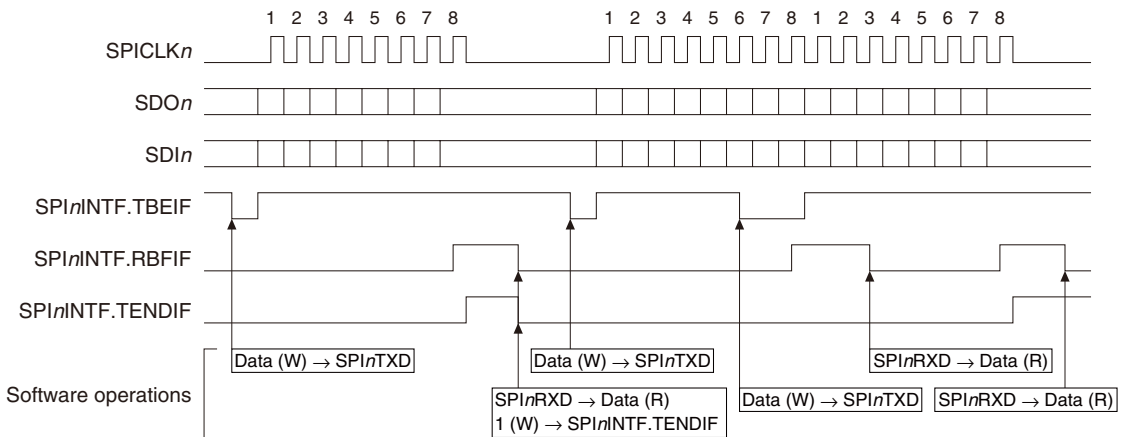 1 2 3 4 5 6 7 8 1 2 3 4 5 6 7 8 1 2 3 4 5 6 7 8
SPICLKn
SDOn
SDIn
SPInINTF.TBEIF
SPInINTF.RBFIF
SPInINTF.TENDIF
Software operations
Data (W) → SPInTXD
Data (W) → SPInTXD
SPInRXD → Data (R)
SPInRXD → Data (R)
1 (W) → SPInINTF.TENDIF
Data (W) → SPInTXD
SPInRXD → Data (R)